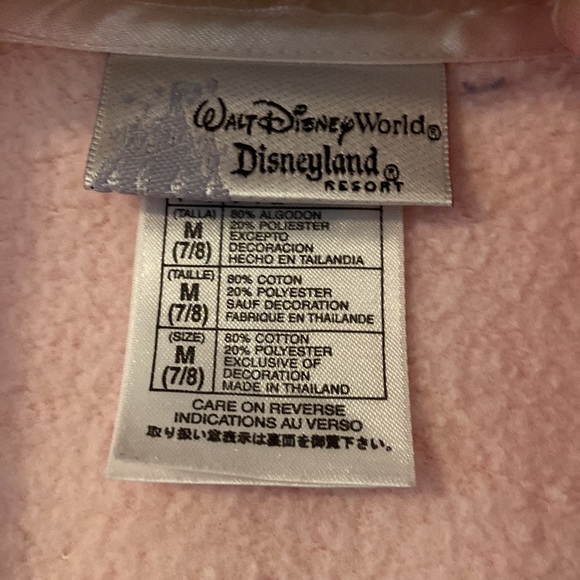 Walt Disney World®
Disneyland®
RESORT
(TALLA)
M
(7/8)
80% ALGODON
20% POLIESTER
EXCEPTO
DECORACION
HECHO EN TAILANDIA
(TAILLE)
M
(7/8)
80% COTON
20% POLYESTER
SAUF DECORATION
FABRIQUE EN THAILANDE
(SIZE)
M
(7/8)
80% COTTON
20% POLYESTER
EXCLUSIVE OF
DECORATION
MADE IN THAILAND
CARE ON REVERSE
INDICATIONS AU VERSO
取り扱い 表示は裏面を御覧下さい。